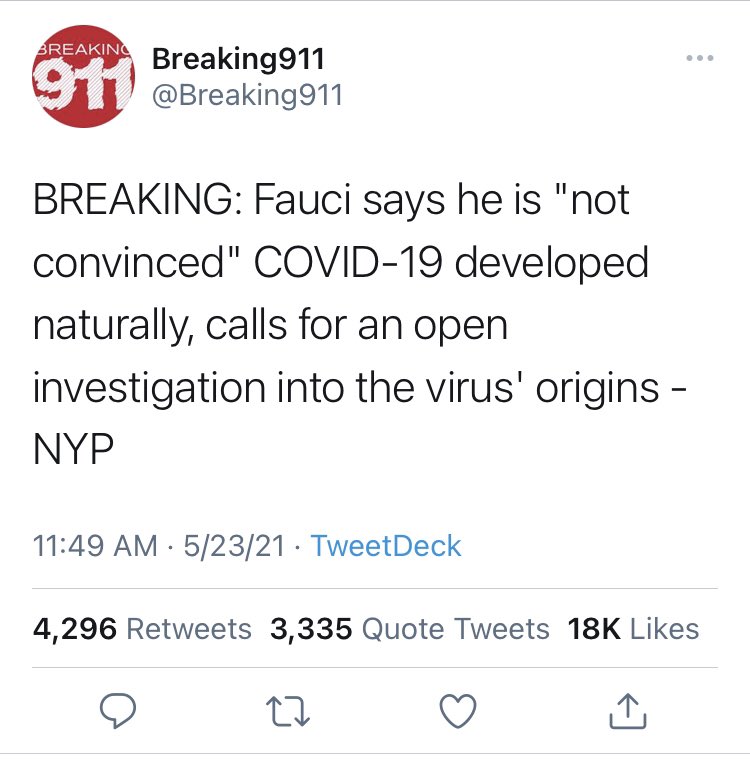 BREAKING
911
Breaking911
@Breaking911
BREAKING: Fauci says he is "not
convinced" COVID-19 developed
naturally, calls for an open
investigation into the virus' origins -
NYP
11:49 AM · 5/23/21 · TweetDeck
4,296 Retweets 3,335 Quote Tweets 18K Likes